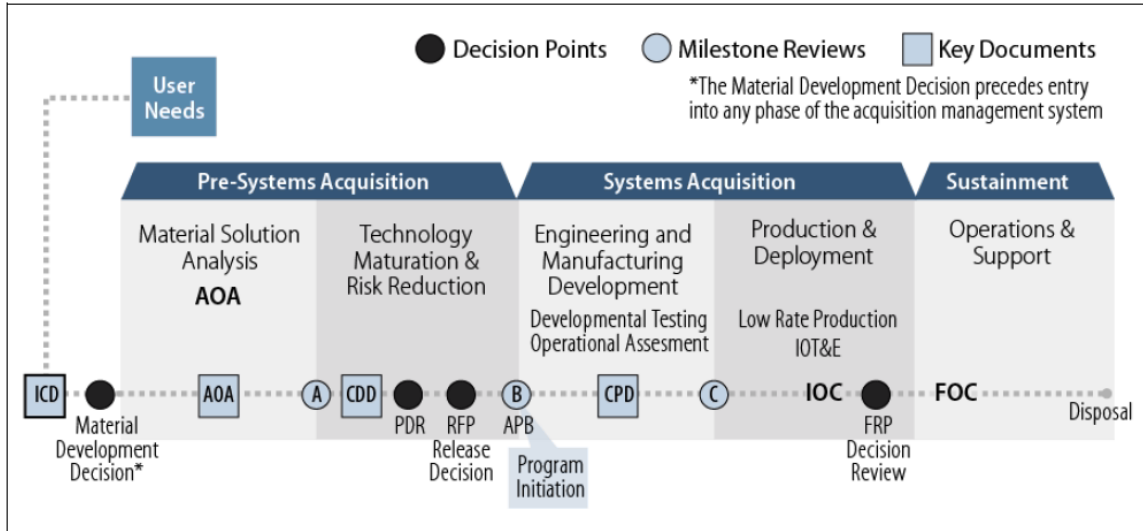 Decision Points
Milestone Reviews
Key Documents
*The Material Development Decision precedes entry
into any phase of the acquisition management system
User
Needs
Pre-Systems Acquisition
Systems Acquisition
Sustainment
Material Solution
Analysis
AOA
Technology
Maturation &
Risk Reduction
Engineering and
Manufacturing
Development
Developmental Testing
Operational Assesment
Production &
Deployment
Low Rate Production
IOT&E
Operations &
Support
ICD
Material
Development
Decision*
AOA
A
CDD
PDR
RFP
Release
Decision
B
APB
Program
Initiation
CPD
C
IOC
FRP
Decision
Review
FOC
Disposal